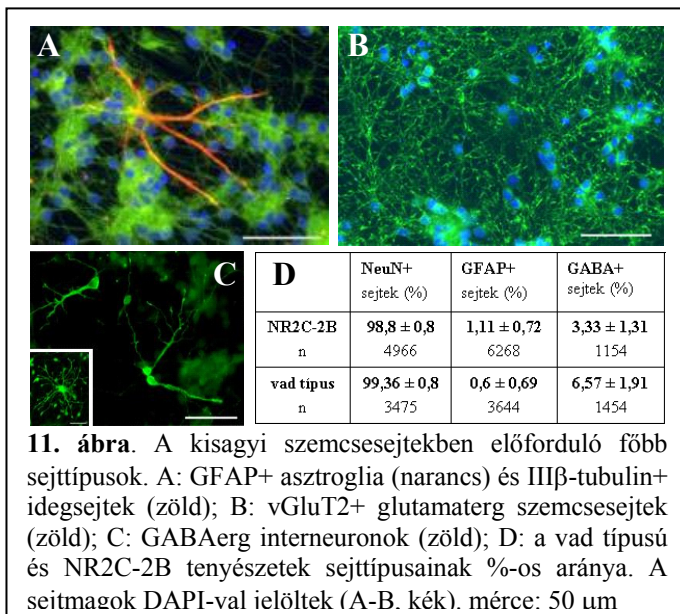 A
B
C
D
NeuN+ sejtek (%)
GFAP+ sejtek (%)
GABA+ sejtek (%)
NR2C-2B n
98,8 ± 0,8 4966
1,11 ± 0,72 6268
3,33 ± 1,31 1154
vad típus n
99,36 ± 0,8 3475
0,6 ± 0,69 3644
6,57 ± 1,91 1454
11. ábra. A kisagyi szemcsesejtekben előforduló főbb
sejttípusok. A: GFAP+ asztroglia (narancs) és IIIβ-tubulin+
idegsejtek (zöld); B: vGluT2+ glutamaterg szemcsesejtek
(zöld); C: GABAerg interneuronok (zöld); D: a vad típusú
és NR2C-2B tenyészetek sejttípusainak %-os aránya. A
sejtmagok DAPI-val jelöltek (A-B, kék). mérce: 50 µm